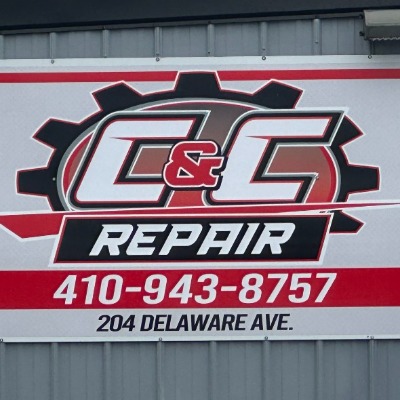 C&C
REPAIR
410-943-8757
204 DELAWARE AVE.